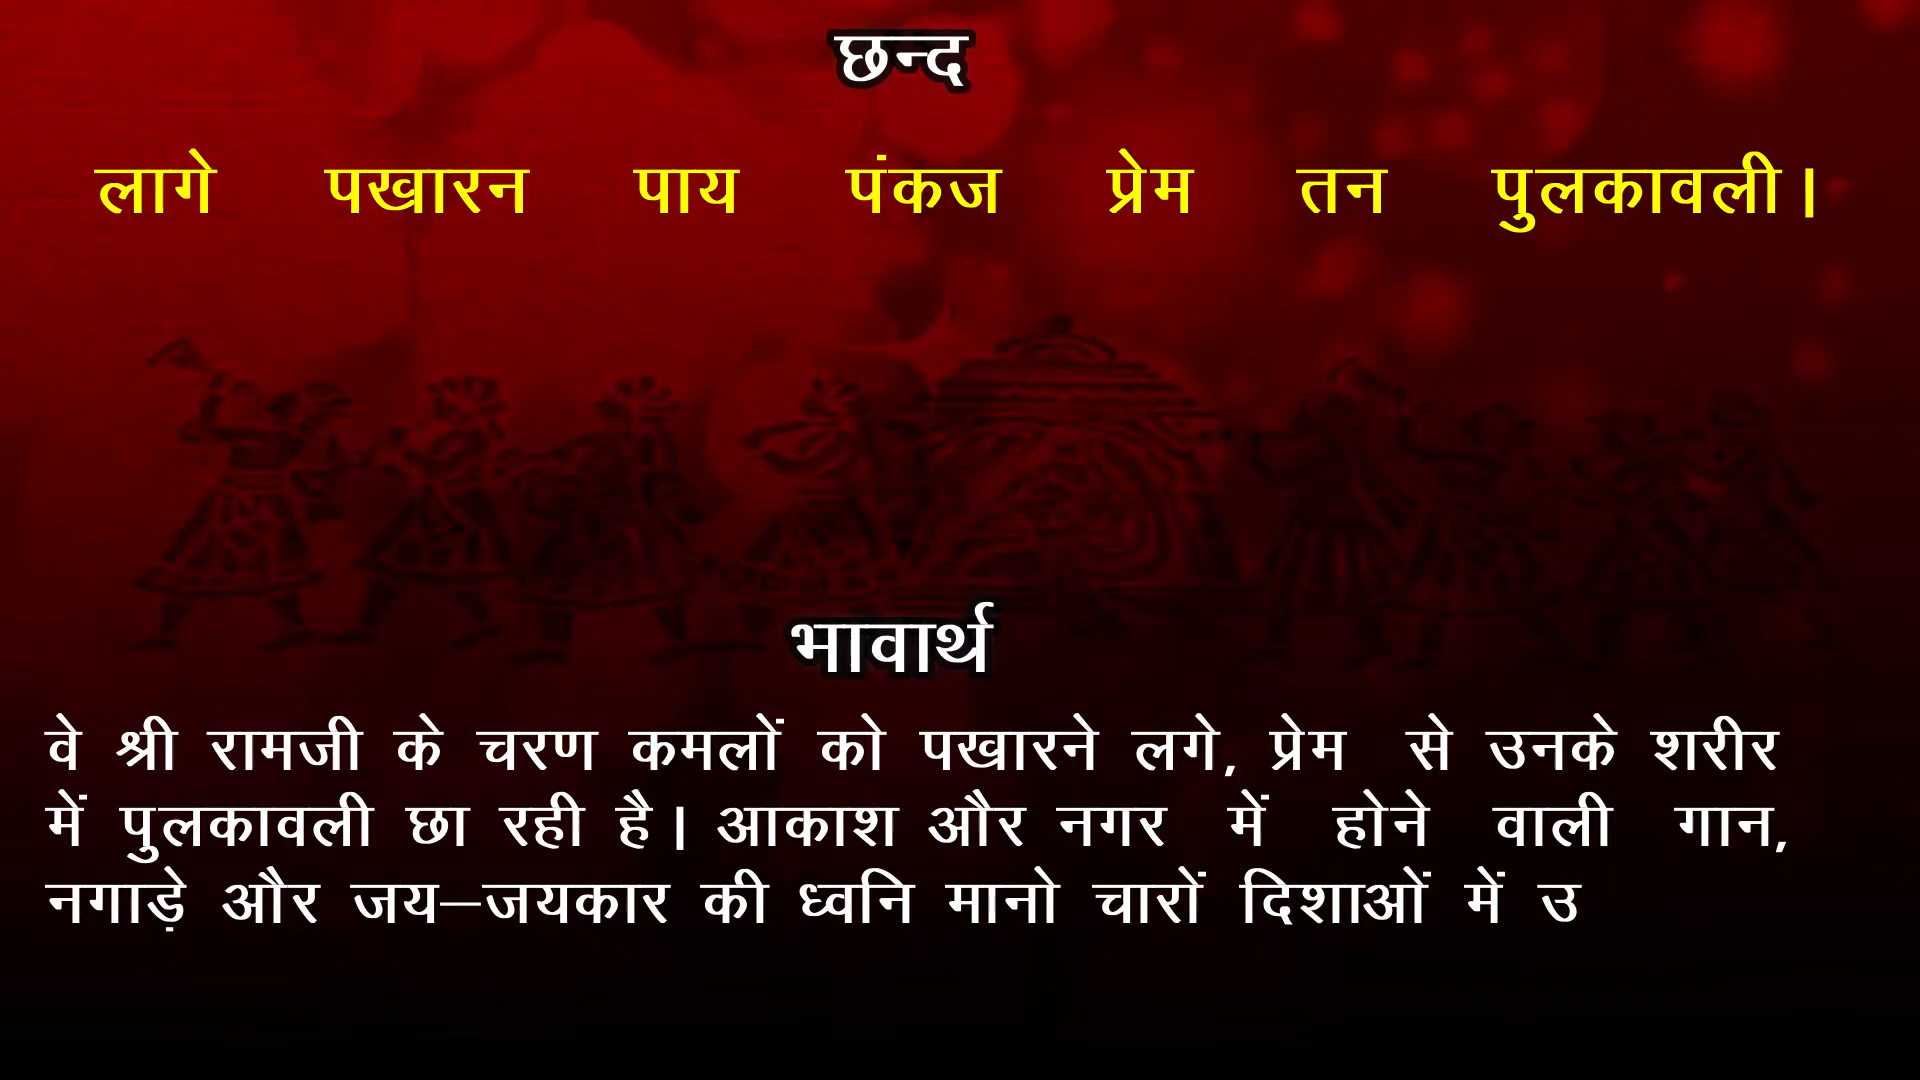 छन्द
लागे पखारन पाय पंकज प्रेम तन पुलकावली।
भावार्थ
वे श्री रामजी के चरण कमलों को पखारने लगे, प्रेम से उनके शरीर
में पुलकावली छा रही है। आकाश और नगर में होने वाली गान,
नगाड़े और जय–जयकार की ध्वनि मानो चारों दिशाओं में उ